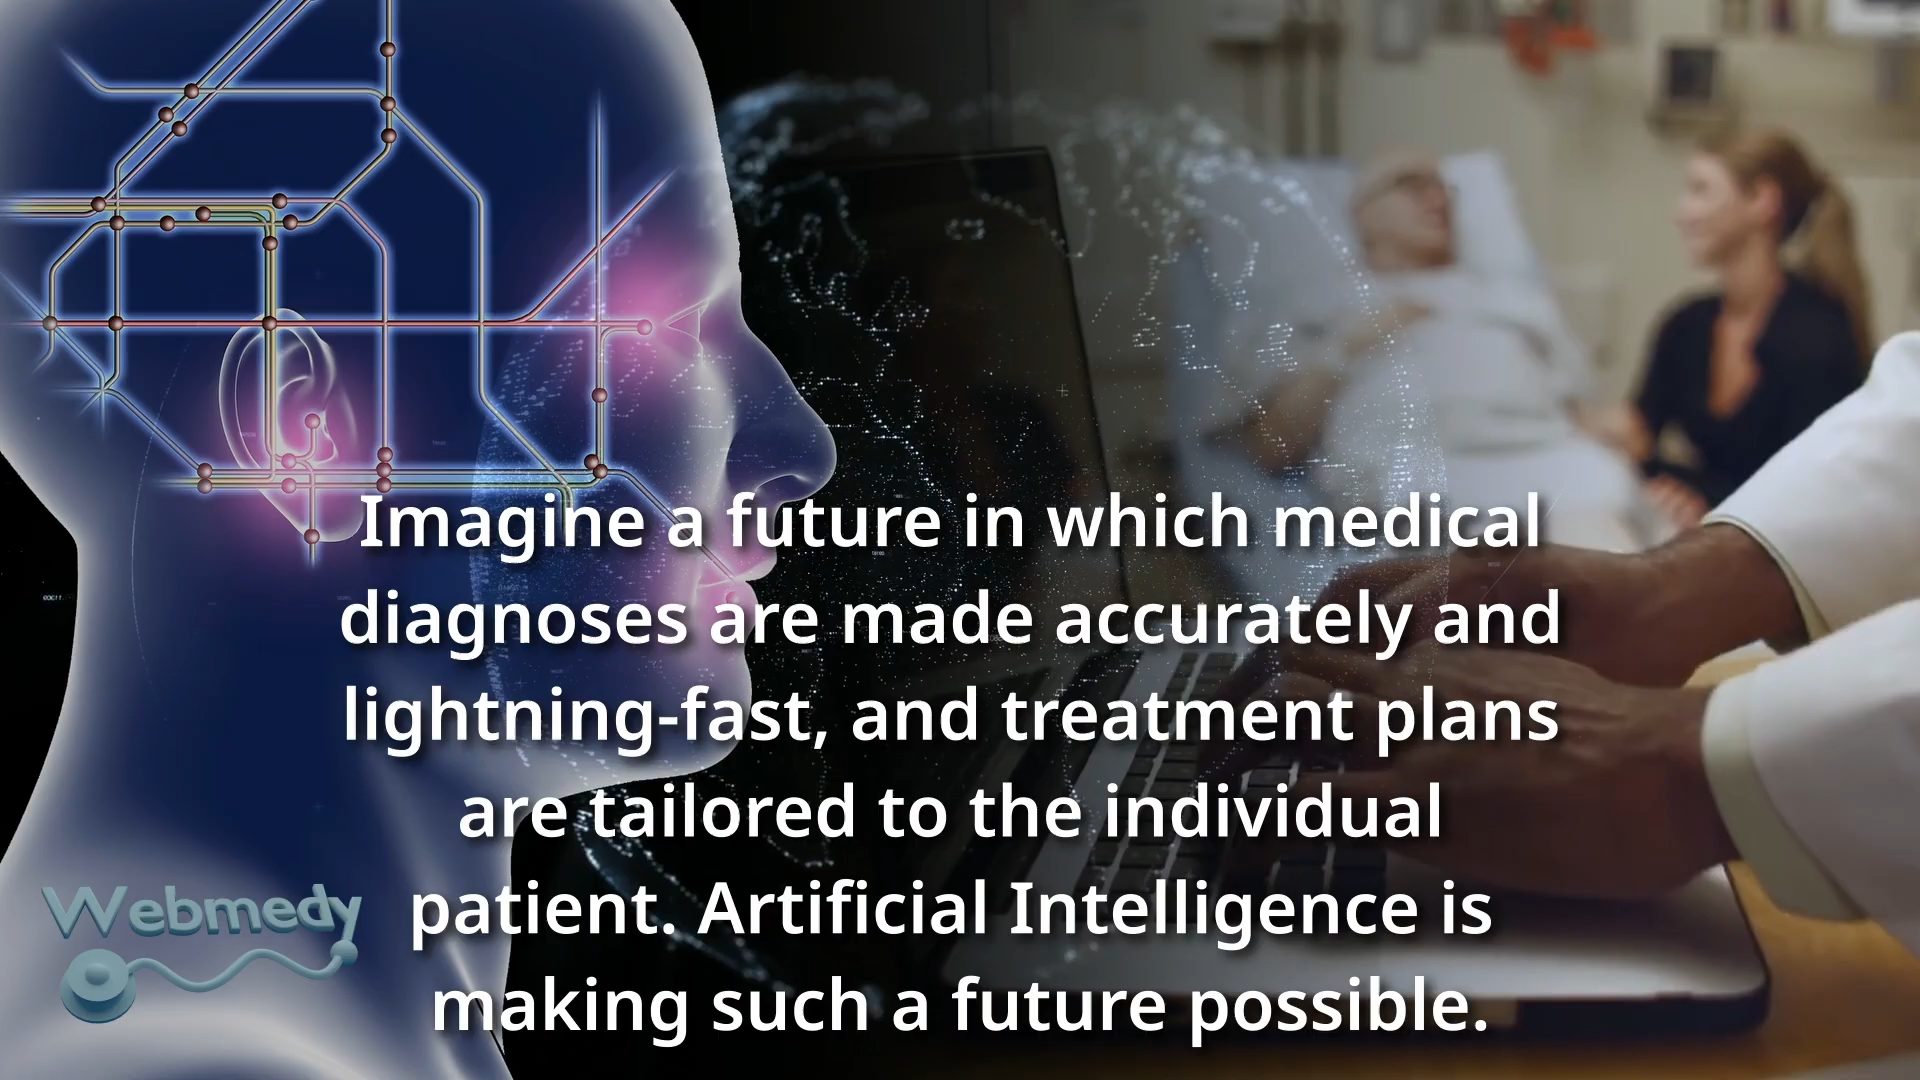 Imagine a future in which medical
diagnoses are made accurately and
lightning-fast, and treatment plans
are tailored to the individual
patient. Artificial Intelligence is
making such a future possible.
Webmedy